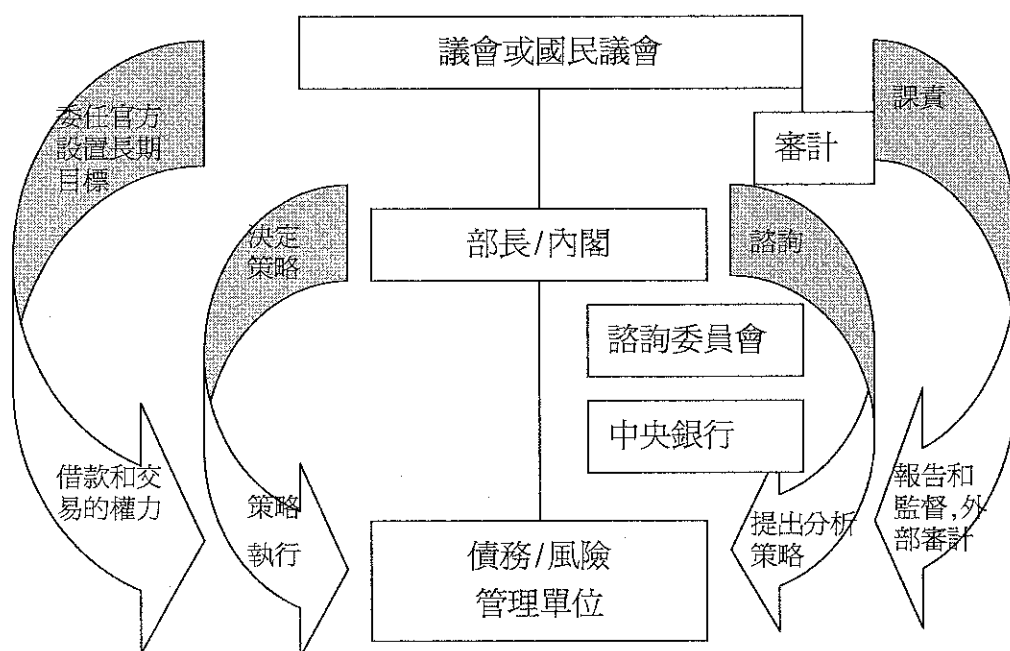 議會或國民議會
委任官方
設置長期
目標
課責
審計
決定
策略
部長/內閣
諮詢
諮詢委員會
中央銀行
借款和交
易的權力
策略
執行
債務/風險
管理單位
提出分析
策略
報告和
監督,外
部審計